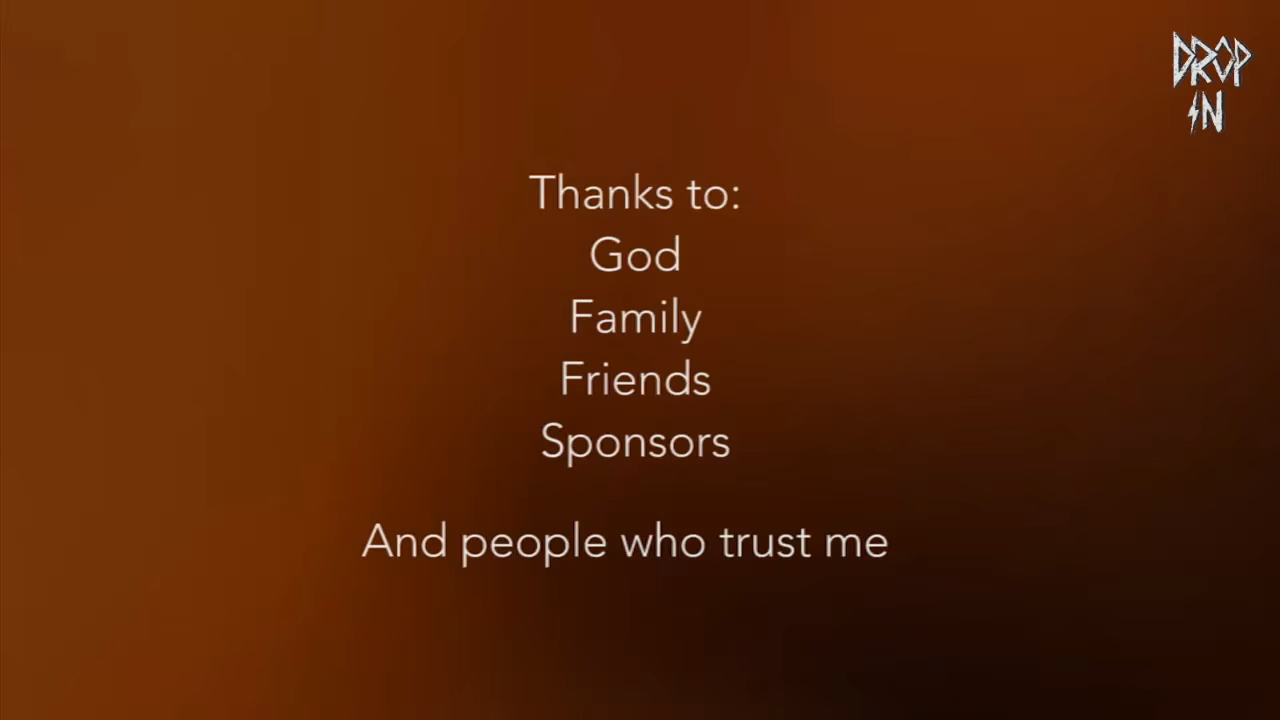 DROP
IN
Thanks to:
God
Family
Friends
Sponsors
And people who trust me